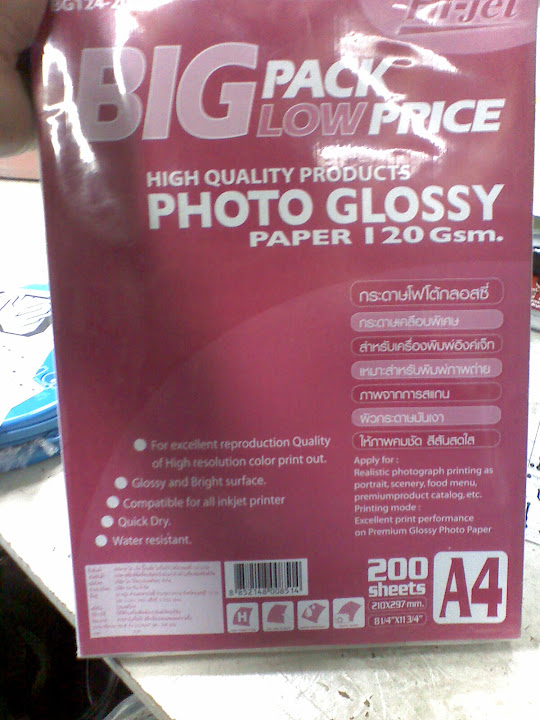 BIG PACK
LOW PRICE
HIGH QUALITY PRODUCTS
PHOTO GLOSSY
PAPER 120 Gsm.
กระดาษโฟโต้กลอสซี่
กระดาษเคลือบพิเศษ
สำหรับเครื่องพิมพ์อิงค์เจ็ท
เหมาะสำหรับพิมพ์ภาพถ่าย
ภาพจากการสแกน
ผิวกระดาษมันเงา
ให้ภาพคมชัด สีสันสดใส
For excellent reproduction Quality
of High resolution color print out.
Glossy and Bright surface.
Compatible for all inkjet printer
Quick Dry.
Water resistant.
Apply for :
Realistic photograph printing as
portrait, scenery, food menu,
premiumproduct catalog, etc.
Printing mode :
Excellent print performance
on Premium Glossy Photo Paper
8 852148 008514
200
sheets
210X297 mm.
8 1/4"X11 3/4"
A4